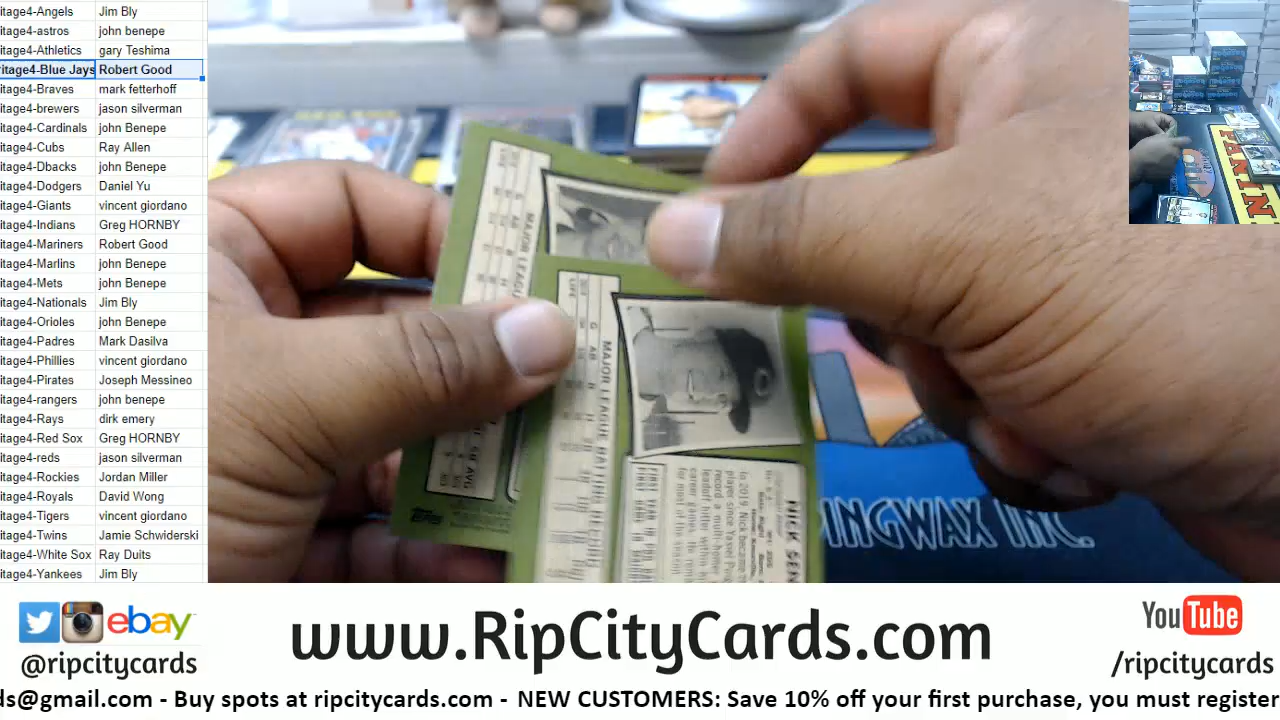 itage4-Angels Jim Bly
itage4-astros john benepe
itage4-Athletics gary Teshima
itage4-Blue Jays Robert Good
itage4-Braves mark fetterhoff
itage4-brewers jason silverman
itage4-Cardinals john Benepe
itage4-Cubs Ray Allen
itage4-Dbacks john Benepe
itage4-Dodgers Daniel Yu
itage4-Giants vincent giordano
itage4-Indians Greg HORNBY
itage4-Mariners Robert Good
itage4-Marlins john Benepe
itage4-Mets john Benepe
itage4-Nationals Jim Bly
itage4-Orioles john Benepe
itage4-Padres Mark Dasilva
itage4-Phillies vincent giordano
itage4-Pirates Joseph Messineo
itage4-rangers john benepe
itage4-Rays dirk emery
itage4-Red Sox Greg HORNBY
itage4-reds jason silverman
itage4-Rockies Jordan Miller
itage4-Royals David Wong
itage4-Tigers vincent giordano
itage4-Twins Jamie Schwiderski
itage4-White Sox Ray Duits
itage4-Yankees Jim Bly
MAJOR LEAGU
MAJOR LEAGUE BATTING RECORD
NICK SEN
PINGWAX INC.
ebay
@ripcitycards
www.RipCityCards.com
YouTube
/ripcitycards
ds@gmail.com - Buy spots at ripcitycards.com - NEW CUSTOMERS: Save 10% off your first purchase, you must register